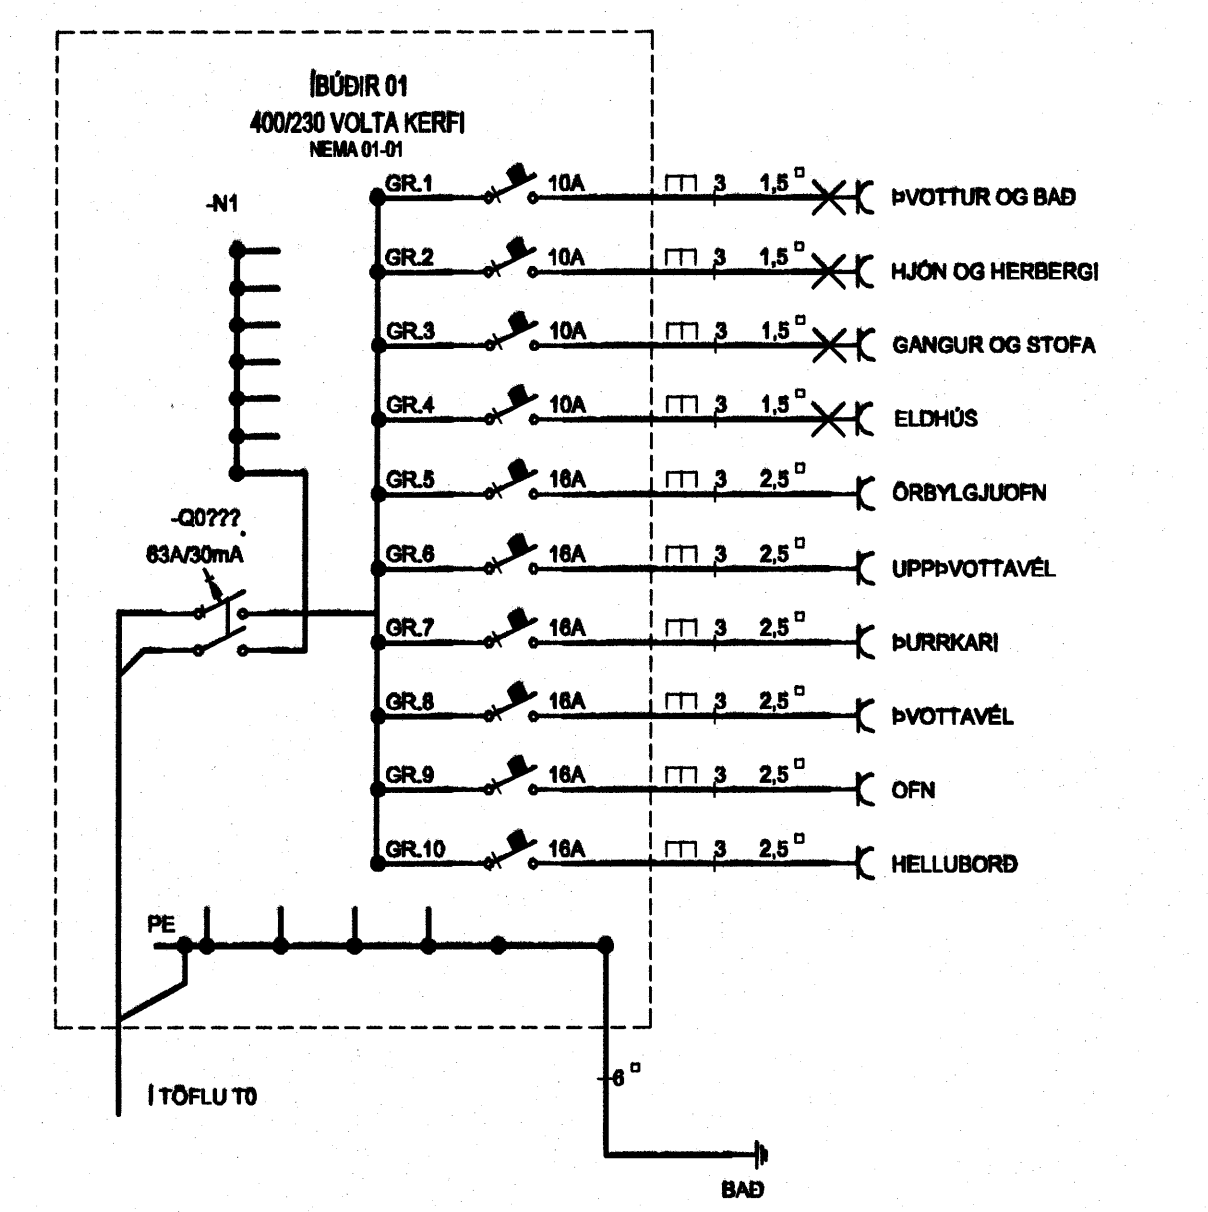 ÍBÚÐIR 01
400/230 VOLTA KERFI
NEMA 01-01
-N1
-Q0???
63A/30mA
GR.1 10A 3 1,5 □ ÞVOTTUR OG BAÐ
GR.2 10A 3 1,5 □ HJÓN OG HERBERGI
GR.3 10A 3 1,5 □ GANGUR OG STOFA
GR.4 10A 3 1,5 □ ELDHÚS
GR.5 16A 3 2,5 □ ÖRBYLGJUOFN
GR.6 16A 3 2,5 □ UPPÞVOTTAVÉL
GR.7 16A 3 2,5 □ ÞURRKARI
GR.8 16A 3 2,5 □ ÞVOTTAVÉL
GR.9 16A 3 2,5 □ OFN
GR.10 16A 3 2,5 □ HELLUBORÐ
PE
6 □
Í TÖFLU T0
BAÐ